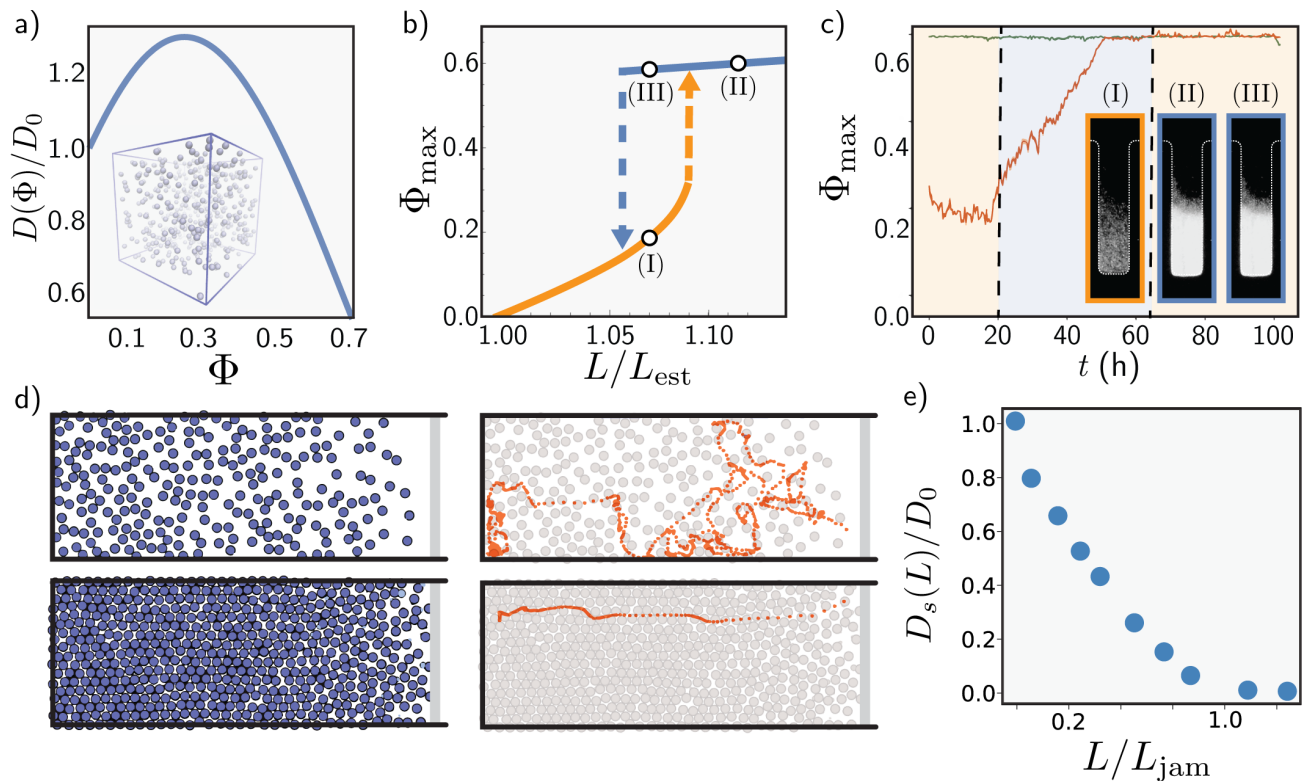 a)
D(Φ)/D₀
1.2
1.0
0.8
0.6
0.1
0.3
0.5
0.7
Φ
b)
Φmax
0.6
0.4
0.2
0.0
(III)
(II)
(I)
1.00
1.05
1.10
L/Lest
c)
Φmax
0.6
0.4
0.2
0.0
(I)
(II)
(III)
0
20
40
60
80
100
t (h)
d)
e)
Dₛ(L)/D₀
1.0
0.8
0.6
0.4
0.2
0.0
0.2
1.0
L/Ljam